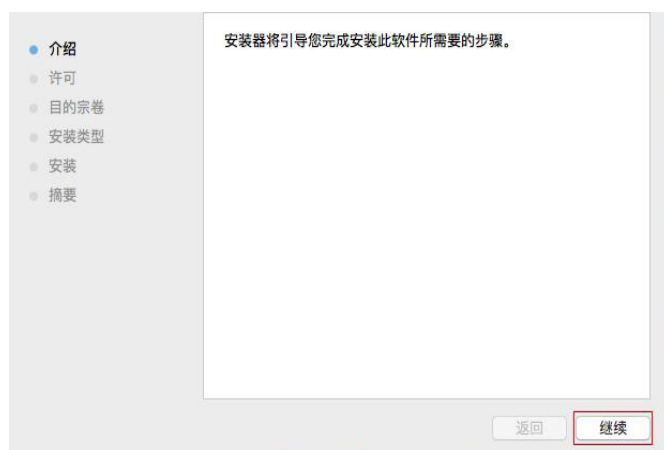 安装器将引导您完成安装此软件所需要的步骤。
介绍
许可
目的宗卷
安装类型
安装
摘要
返回
继续